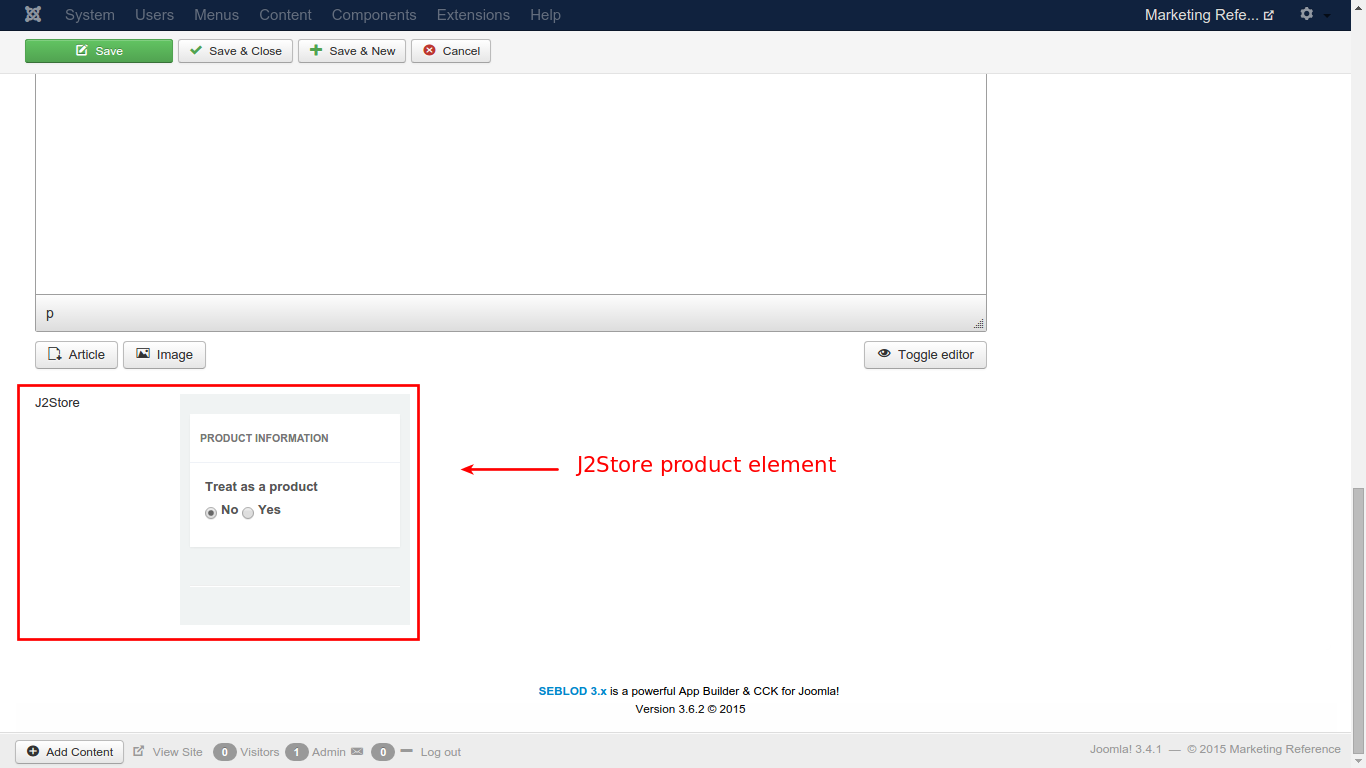 System Users Menus Content Components Extensions Help Marketing Refe...
Save Save & Close Save & New Cancel
p
Article Image Toggle editor
J2Store
PRODUCT INFORMATION
Treat as a product
No Yes
J2Store product element
SEBLOD 3.x is a powerful App Builder & CCK for Joomla!
Version 3.6.2 © 2015
Add Content View Site 0 Visitors 1 Admin 0 Log out Joomla! 3.4.1 — © 2015 Marketing Reference